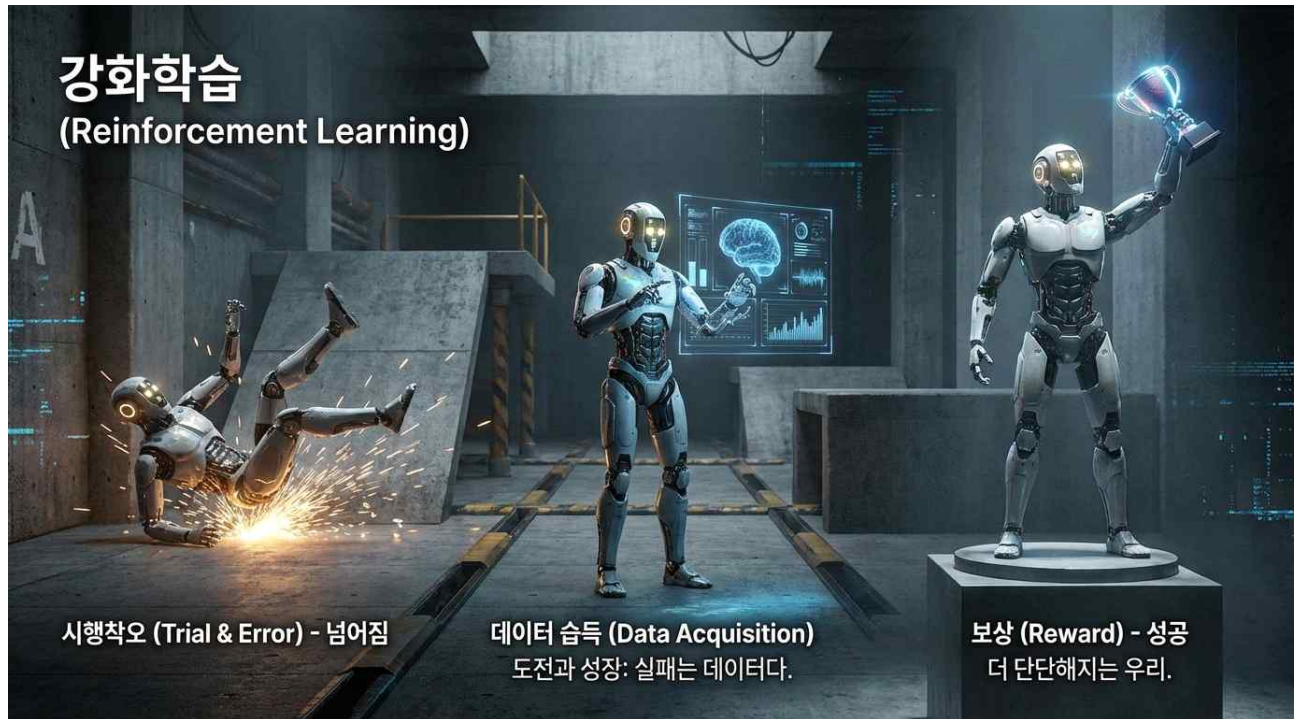 강화학습
(Reinforcement Learning)
A
시행착오 (Trial & Error) - 넘어짐
데이터 습득 (Data Acquisition)
도전과 성장: 실패는 데이터다.
보상 (Reward) - 성공
더 단단해지는 우리.